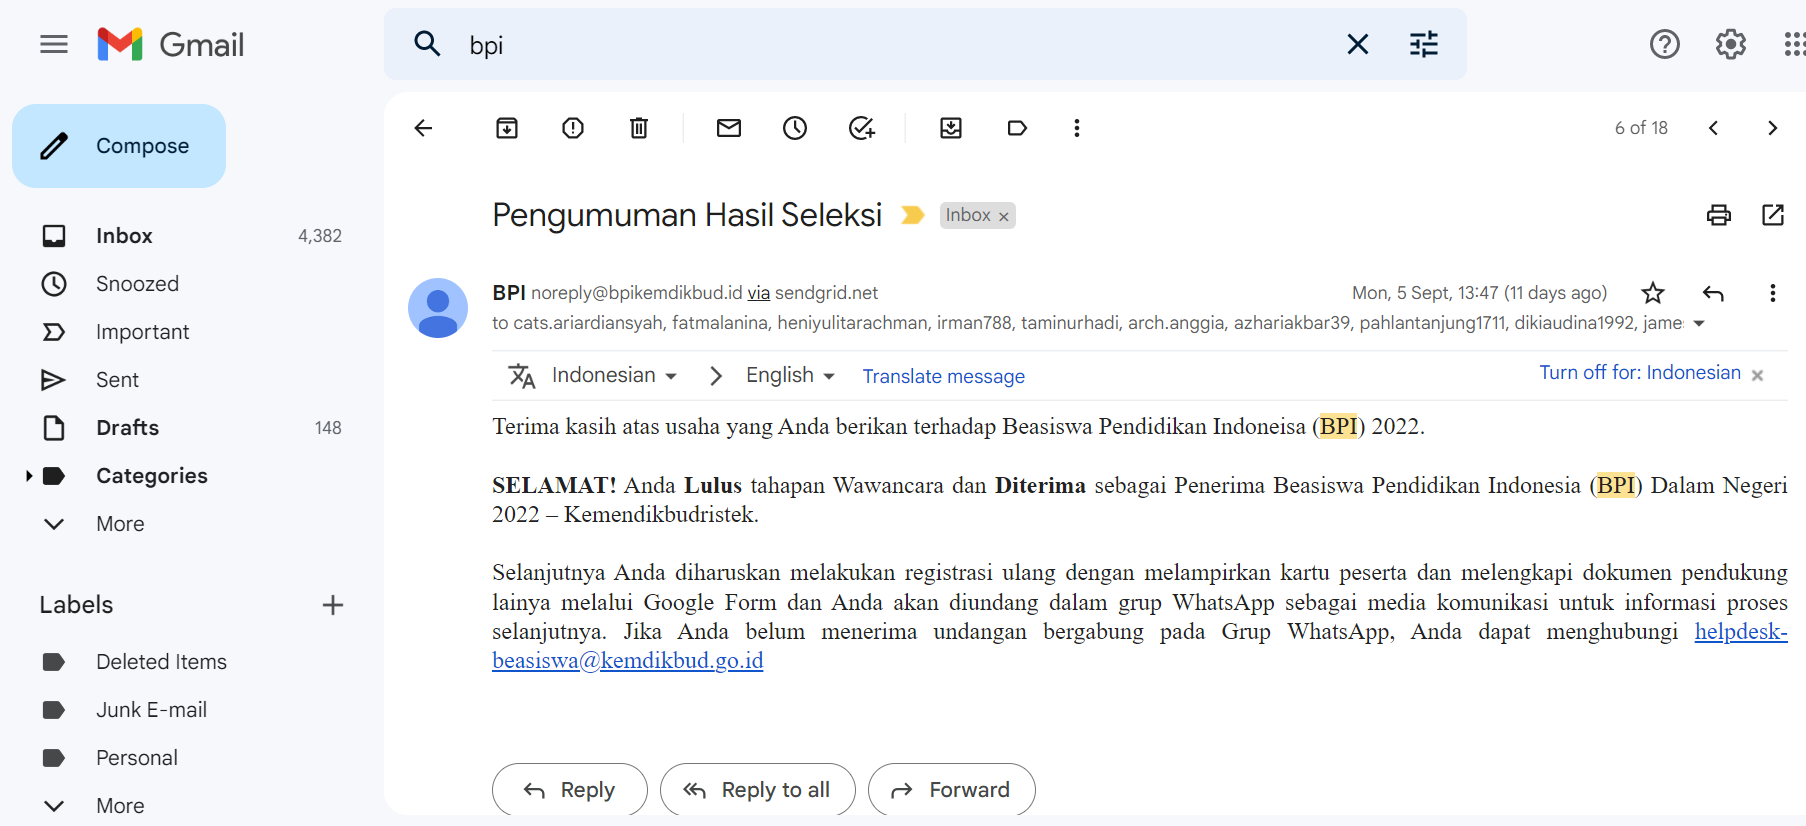 Gmail
bpi
Compose
6 of 18
Inbox 4,382
Snoozed
Important
Sent
Drafts 148
Categories
More
Labels
Deleted Items
Junk E-mail
Personal
More
Pengumuman Hasil Seleksi Inbox ×
BPI noreply@bpikemdikbud.id via sendgrid.net Mon, 5 Sept, 13:47 (11 days ago)
to cats.ariardiansyah, fatmalanina, heniyulitarachman, irman788, taminurhadi, arch.anggia, azhariakbar39, pahlantanjung1711, dikiaudina1992, jame
Indonesian English Translate message Turn off for: Indonesian ×
Terima kasih atas usaha yang Anda berikan terhadap Beasiswa Pendidikan Indoneisa (BPI) 2022.
SELAMAT! Anda Lulus tahapan Wawancara dan Diterima sebagai Penerima Beasiswa Pendidikan Indonesia (BPI) Dalam Negeri
2022 – Kemendikbudristek.
Selanjutnya Anda diharuskan melakukan registrasi ulang dengan melampirkan kartu peserta dan melengkapi dokumen pendukung
lainya melalui Google Form dan Anda akan diundang dalam grup WhatsApp sebagai media komunikasi untuk informasi proses
selanjutnya. Jika Anda belum menerima undangan bergabung pada Grup WhatsApp, Anda dapat menghubungi helpdesk-
beasiswa@kemdikbud.go.id
Reply Reply to all Forward